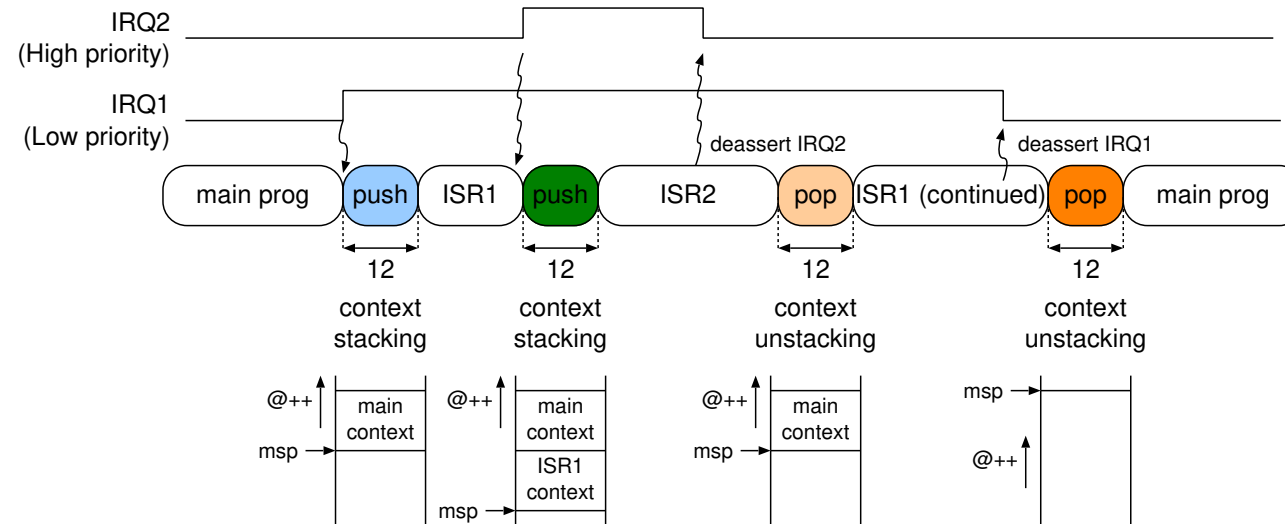 IRQ2
(High priority)
IRQ1
(Low priority)
deassert IRQ2
deassert IRQ1
main prog
push
ISR1
push
ISR2
pop
ISR1 (continued)
pop
main prog
12
12
12
12
context
stacking
context
stacking
context
unstacking
context
unstacking
@++
main
context
msp
@++
main
context
ISR1
context
msp
@++
main
context
msp
msp
@++